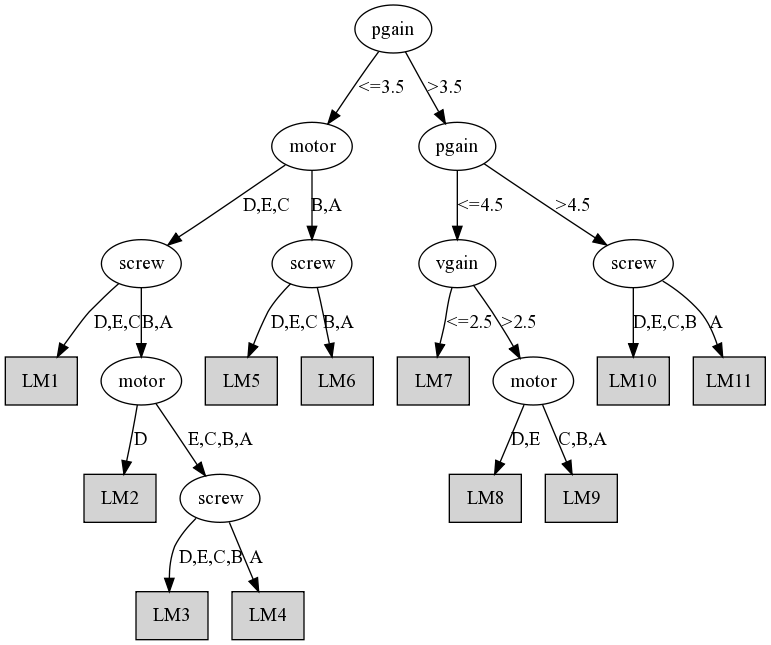 pgain
<=3.5 >3.5
motor pgain
D,E,C B,A <=4.5 >4.5
screw screw vgain screw
D,E,C B,A D,E,C B,A <=2.5 >2.5 D,E,C,B A
LM1 motor LM5 LM6 LM7 motor LM10 LM11
D E,C,B,A D,E C,B,A
LM2 screw LM8 LM9
D,E,C,B A
LM3 LM4